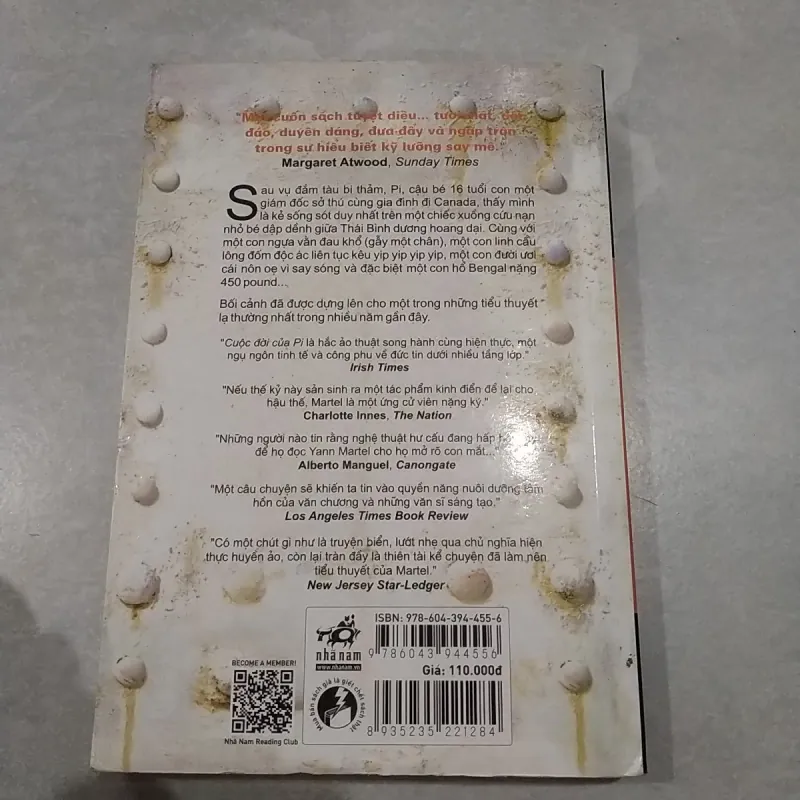 "Một cuốn sách tuyệt diệu... tươi mát, độc
đáo, duyên dáng, đưa đẩy và ngập tràn
trong sự hiểu biết kỹ lưỡng say mê."
Margaret Atwood, Sunday Times
Sau vụ đắm tàu bi thảm, Pi, cậu bé 16 tuổi con một
giám đốc sở thú cùng gia đình đi Canada, thấy mình
là kẻ sống sót duy nhất trên một chiếc xuồng cứu nạn
nhỏ bé dập dềnh giữa Thái Bình dương hoang dại. Cùng với
một con ngựa vằn đau khổ (gẫy một chân), một con linh cẩu
lông đốm độc ác liên tục kêu yip yip yip yip, một con đười ươi
cái nôn oẹ vì say sóng và đặc biệt một con hổ Bengal nặng
450 pound...
Bối cảnh đã được dựng lên cho một trong những tiểu thuyết
lạ thường nhất trong nhiều năm gần đây.
"Cuộc đời của Pi là hắc ảo thuật song hành cùng hiện thực, một
ngụ ngôn tinh tế và công phu về đức tin dưới nhiều tầng lớp."
Irish Times
"Nếu thế kỷ này sản sinh ra một tác phẩm kinh điển để lại cho
hậu thế, Martel là một ứng cử viên nặng ký."
Charlotte Innes, The Nation
"Những người nào tin rằng nghệ thuật hư cấu đang hấp
để họ đọc Yann Martel cho họ mở rõ con mắt..."
Alberto Manguel, Canongate
"Một câu chuyện sẽ khiến ta tin vào quyền năng nuôi dưỡng tâm
hồn của văn chương và những văn sĩ sáng tạo."
Los Angeles Times Book Review
"Có một chút gì như là truyện biển, lướt nhẹ qua chủ nghĩa hiện
thực huyền ảo, còn lại tràn đầy là thiên tài kể chuyện đã làm nên
tiểu thuyết của Martel."
New Jersey Star-Ledger
BECOME A MEMBER!
Nhã Nam Reading Club
nhã nam
www.nhanam.vn
Mua bán sách giả là giết chết sách thật
ISBN: 978-604-394-455-6
9 786043 944556
Giá: 110.000đ
8 935235 221284